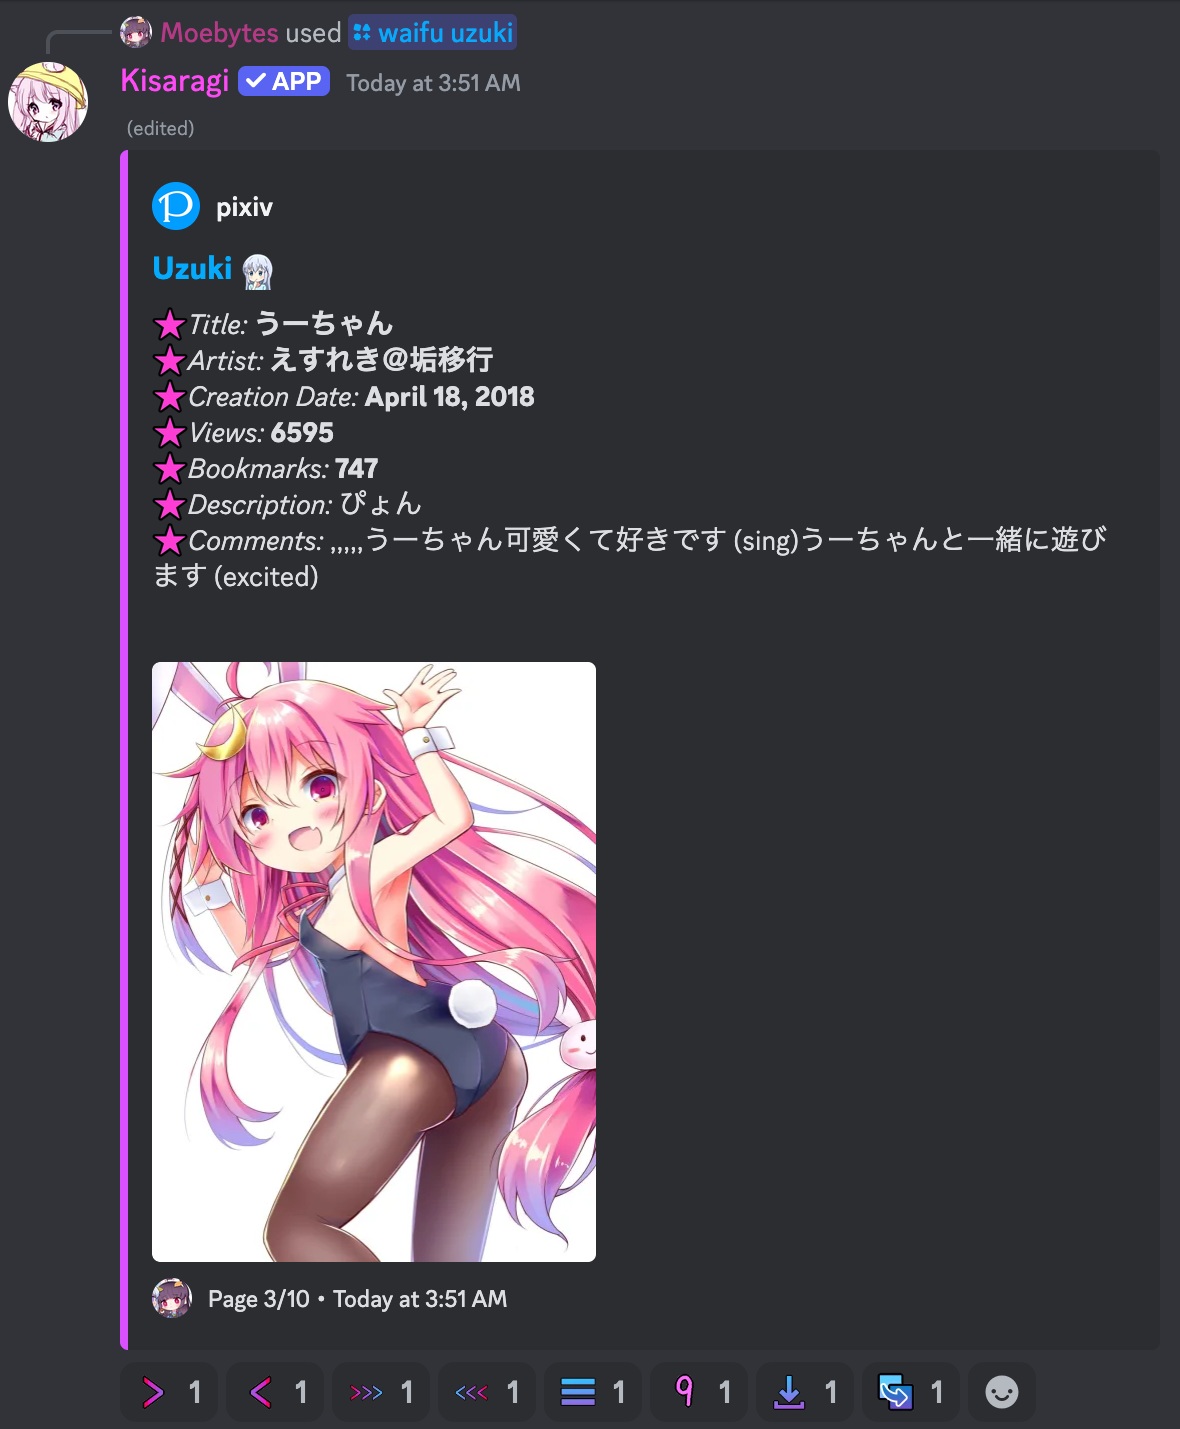 Moebytes used waifu uzuki
Kisaragi APP Today at 3:51 AM
(edited)
pixiv
Uzuki
Title: うーちゃん
Artist: えすれき@垢移行
Creation Date: April 18, 2018
Views: 6595
Bookmarks: 747
Description: ぴょん
Comments: ,,,,,うーちゃん可愛くて好きです (sing)うーちゃんと一緒に遊び
ます (excited)
Page 3/10 • Today at 3:51 AM
1 1 1 1 1 1 1 1